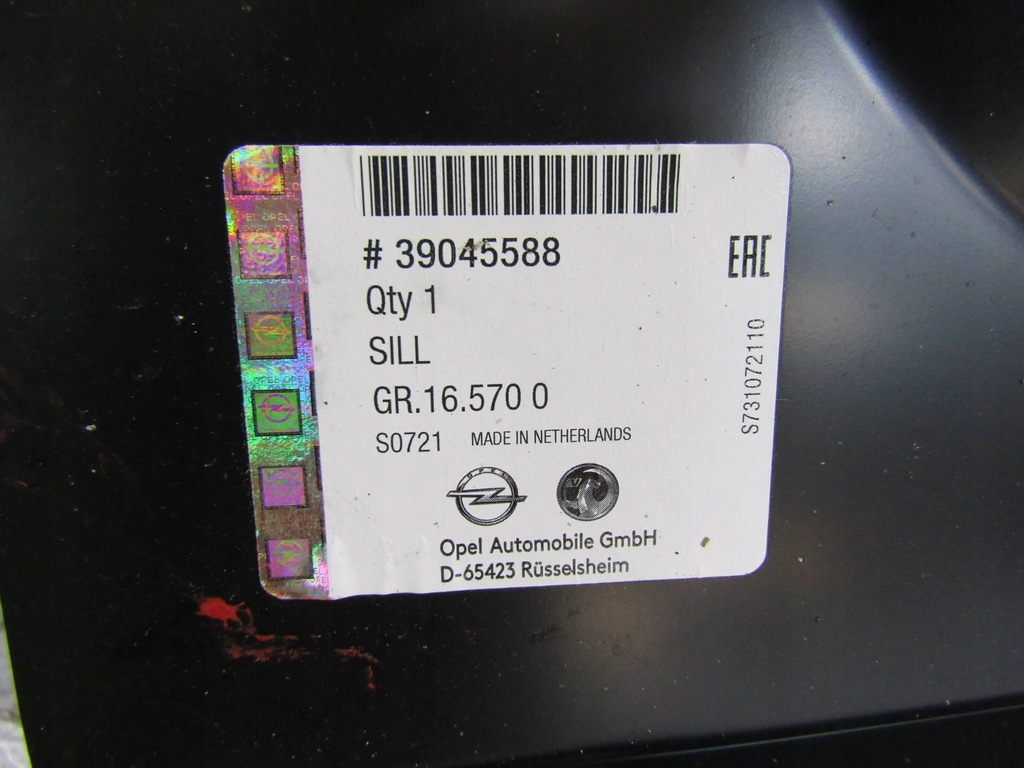 # 39045588
EAC
Qty 1
SILL
GR.16.570 0
S0721 MADE IN NETHERLANDS
S731072110
OPEL
Opel Automobile GmbH
D-65423 Rüsselsheim